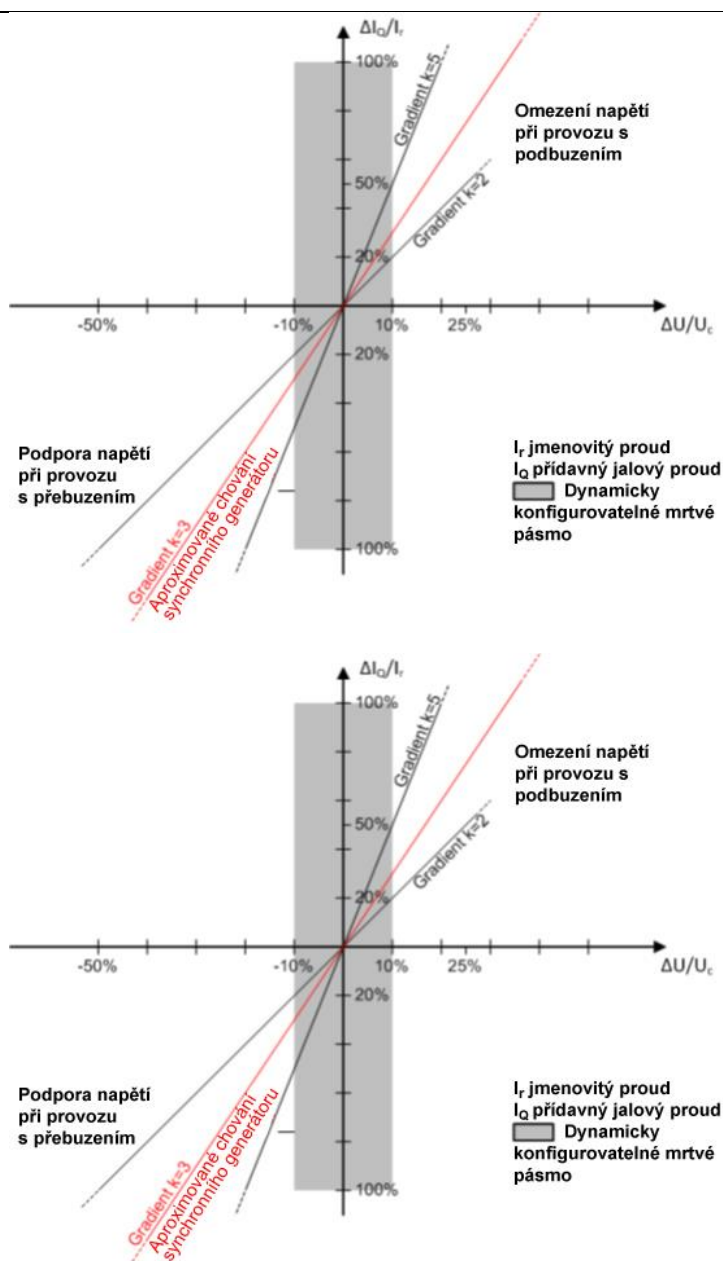 ΔI_Q/I_r
100%
Gradient k=5
Omezení napětí
při provozu s
podbuzením
50%
Gradient k=2
20%
-50%
-10%
10%
25%
ΔU/U_c
20%
Podpora napětí
při provozu
s přebuzením
Gradient k=3
Aproximované chování
synchronního generátoru
I_r jmenovitý proud
I_Q přídavný jalový proud
Dynamicky
konfigurovatelné mrtvé
pásmo
100%
ΔI_Q/I_r
100%
Gradient k=5
Omezení napětí
při provozu s
podbuzením
50%
Gradient k=2
20%
-50%
-10%
10%
25%
ΔU/U_c
20%
Podpora napětí
při provozu
s přebuzením
Gradient k=3
Aproximované chování
synchronního generátoru
I_r jmenovitý proud
I_Q přídavný jalový proud
Dynamicky
konfigurovatelné mrtvé
pásmo
100%